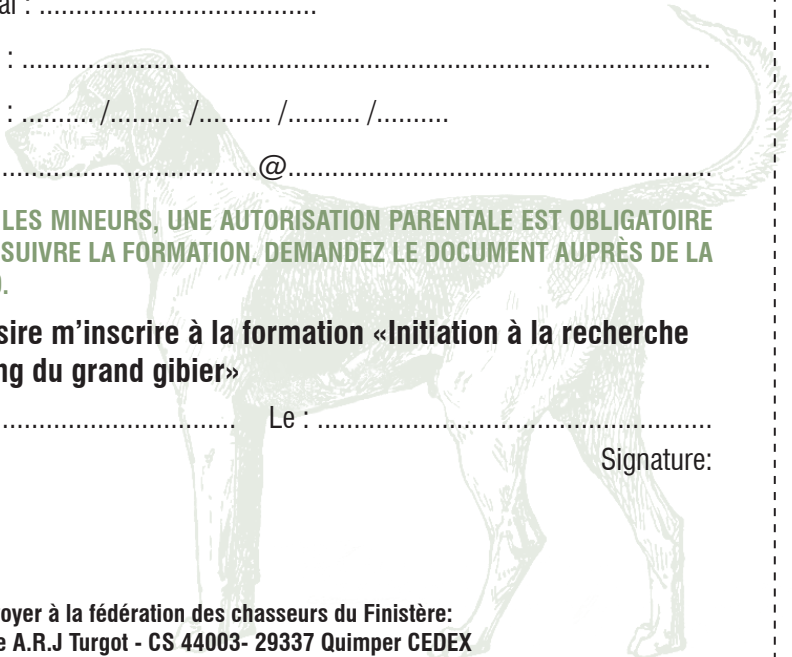 al : ......................................
: ...............................................................................................
: .......... /.......... /.......... /.......... /..........
...................................@...........................................................
LES MINEURS, UNE AUTORISATION PARENTALE EST OBLIGATOIRE
SUIVRE LA FORMATION. DEMANDEZ LE DOCUMENT AUPRÈS DE LA
sire m’inscrire à la formation «Initiation à la recherche
ng du grand gibier»
................................ Le : ......................................................
Signature:
oyer à la fédération des chasseurs du Finistère:
e A.R.J Turgot - CS 44003- 29337 Quimper CEDEX